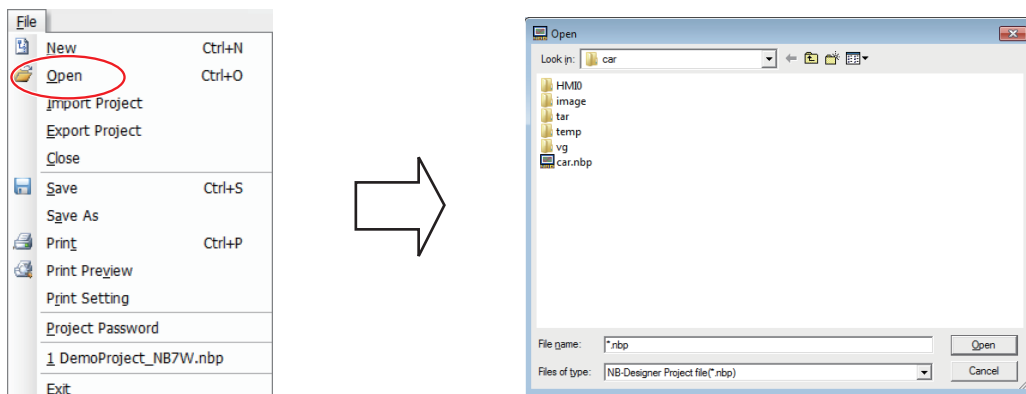 File
New Ctrl+N
Open Ctrl+O
Import Project
Export Project
Close
Save Ctrl+S
Save As
Print Ctrl+P
Print Preview
Print Setting
Project Password
1 DemoProject_NB7W.nbp
Exit
Open
Look in: car
HMI0
image
tar
temp
vg
car.nbp
File name: *.nbp Open
Files of type: NB-Designer Project file(*.nbp) Cancel